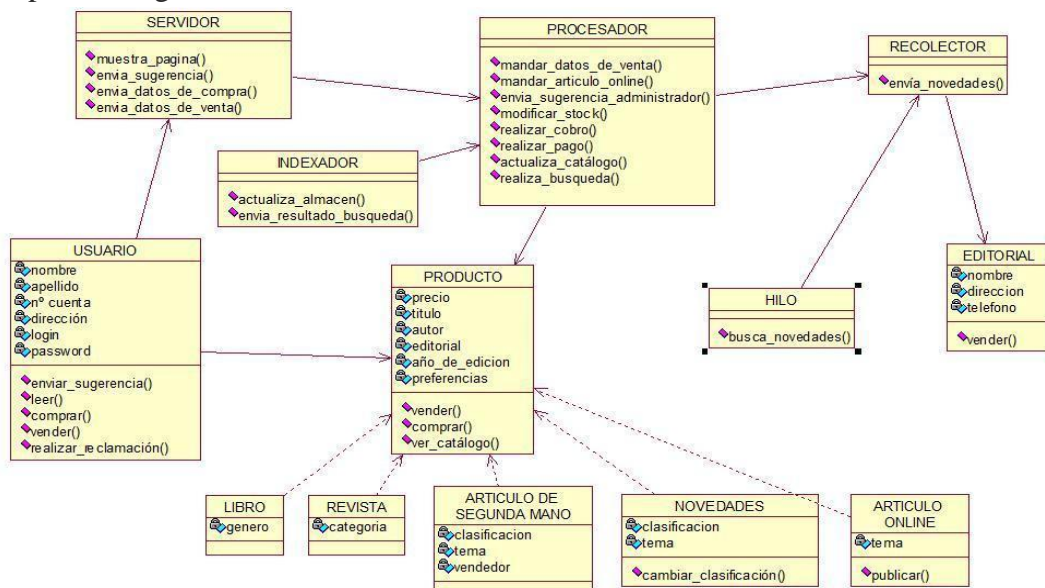 SERVIDOR
muestra_pagina()
envia_sugerencia()
envia_datos_de_compra()
envia_datos_de_venta()
PROCESADOR
mandar_datos_de_venta()
mandar_articulo_online()
envia_sugerencia_administrador()
modificar_stock()
realizar_cobro()
realizar_pago()
actualiza_catálogo()
realiza_busqueda()
RECOLECTOR
envía_novedades()
INDEXADOR
actualiza_almacen()
envia_resultado_busqueda()
USUARIO
nombre
apellido
nº cuenta
dirección
login
password
enviar_sugerencia()
leer()
comprar()
vender()
realizar_reclamación()
PRODUCTO
precio
titulo
autor
editorial
año_de_edicion
preferencias
vender()
comprar()
ver_catálogo()
HILO
busca_novedades()
EDITORIAL
nombre
direccion
telefono
vender()
LIBRO
genero
REVISTA
categoria
ARTICULO DE
SEGUNDA MANO
clasificacion
tema
vendedor
NOVEDADES
clasificacion
tema
cambiar_clasificación()
ARTICULO
ONLINE
tema
publicar()